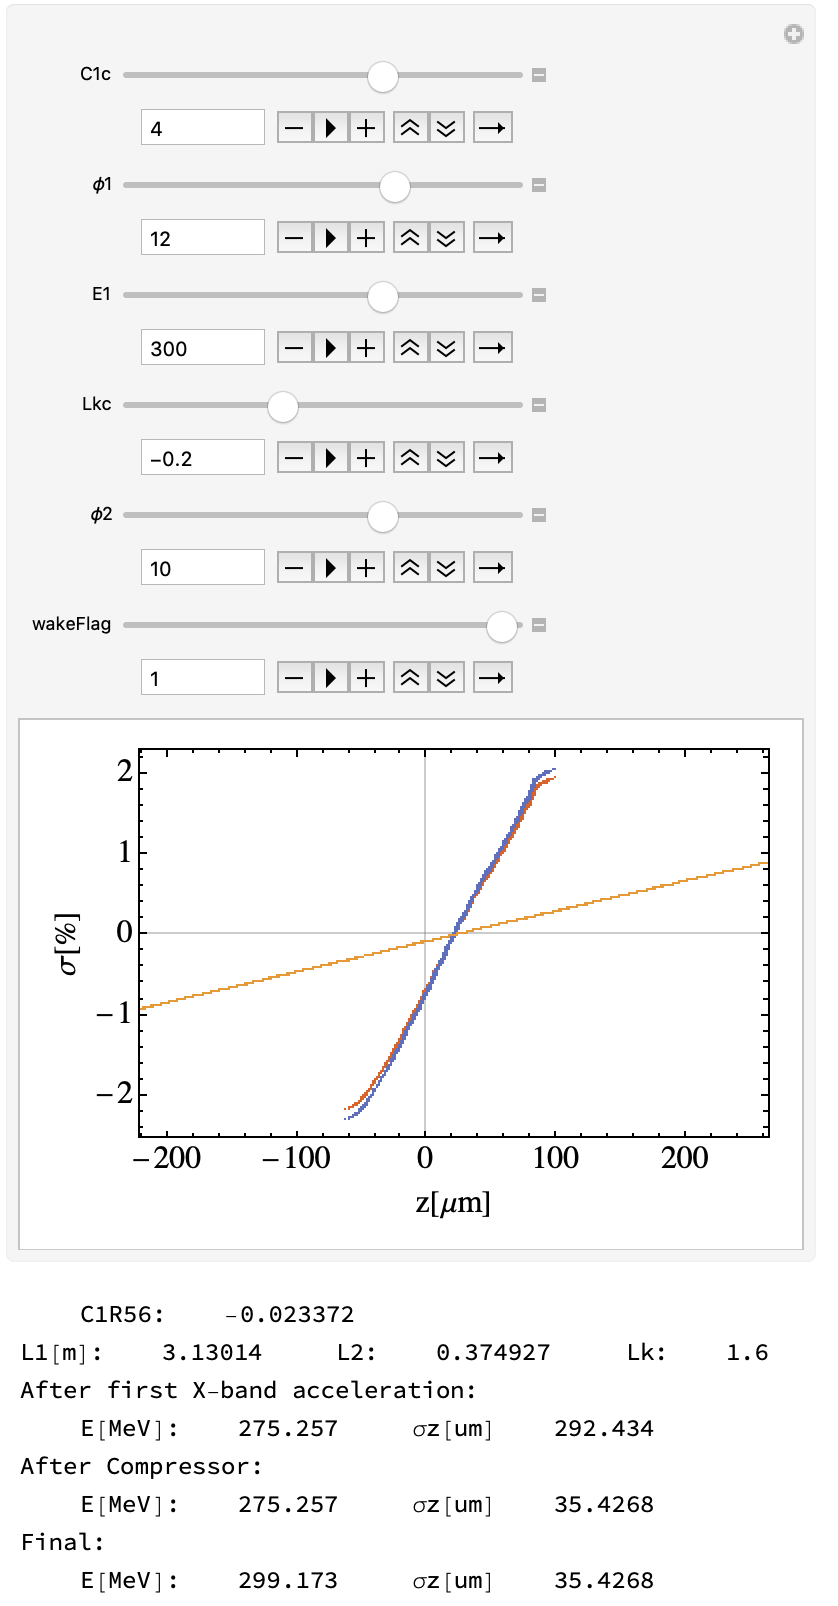 C1c
4
ϕ1
12
E1
300
Lkc
−0.2
ϕ2
10
wakeFlag
1
2
1
0
−1
−2
σ[%]
−200 −100 0 100 200
z[μm]
C1R56: −0.023372
L1[m]: 3.13014 L2: 0.374927 Lk: 1.6
After first X−band acceleration:
E[MeV]: 275.257 σz[um] 292.434
After Compressor:
E[MeV]: 275.257 σz[um] 35.4268
Final:
E[MeV]: 299.173 σz[um] 35.4268